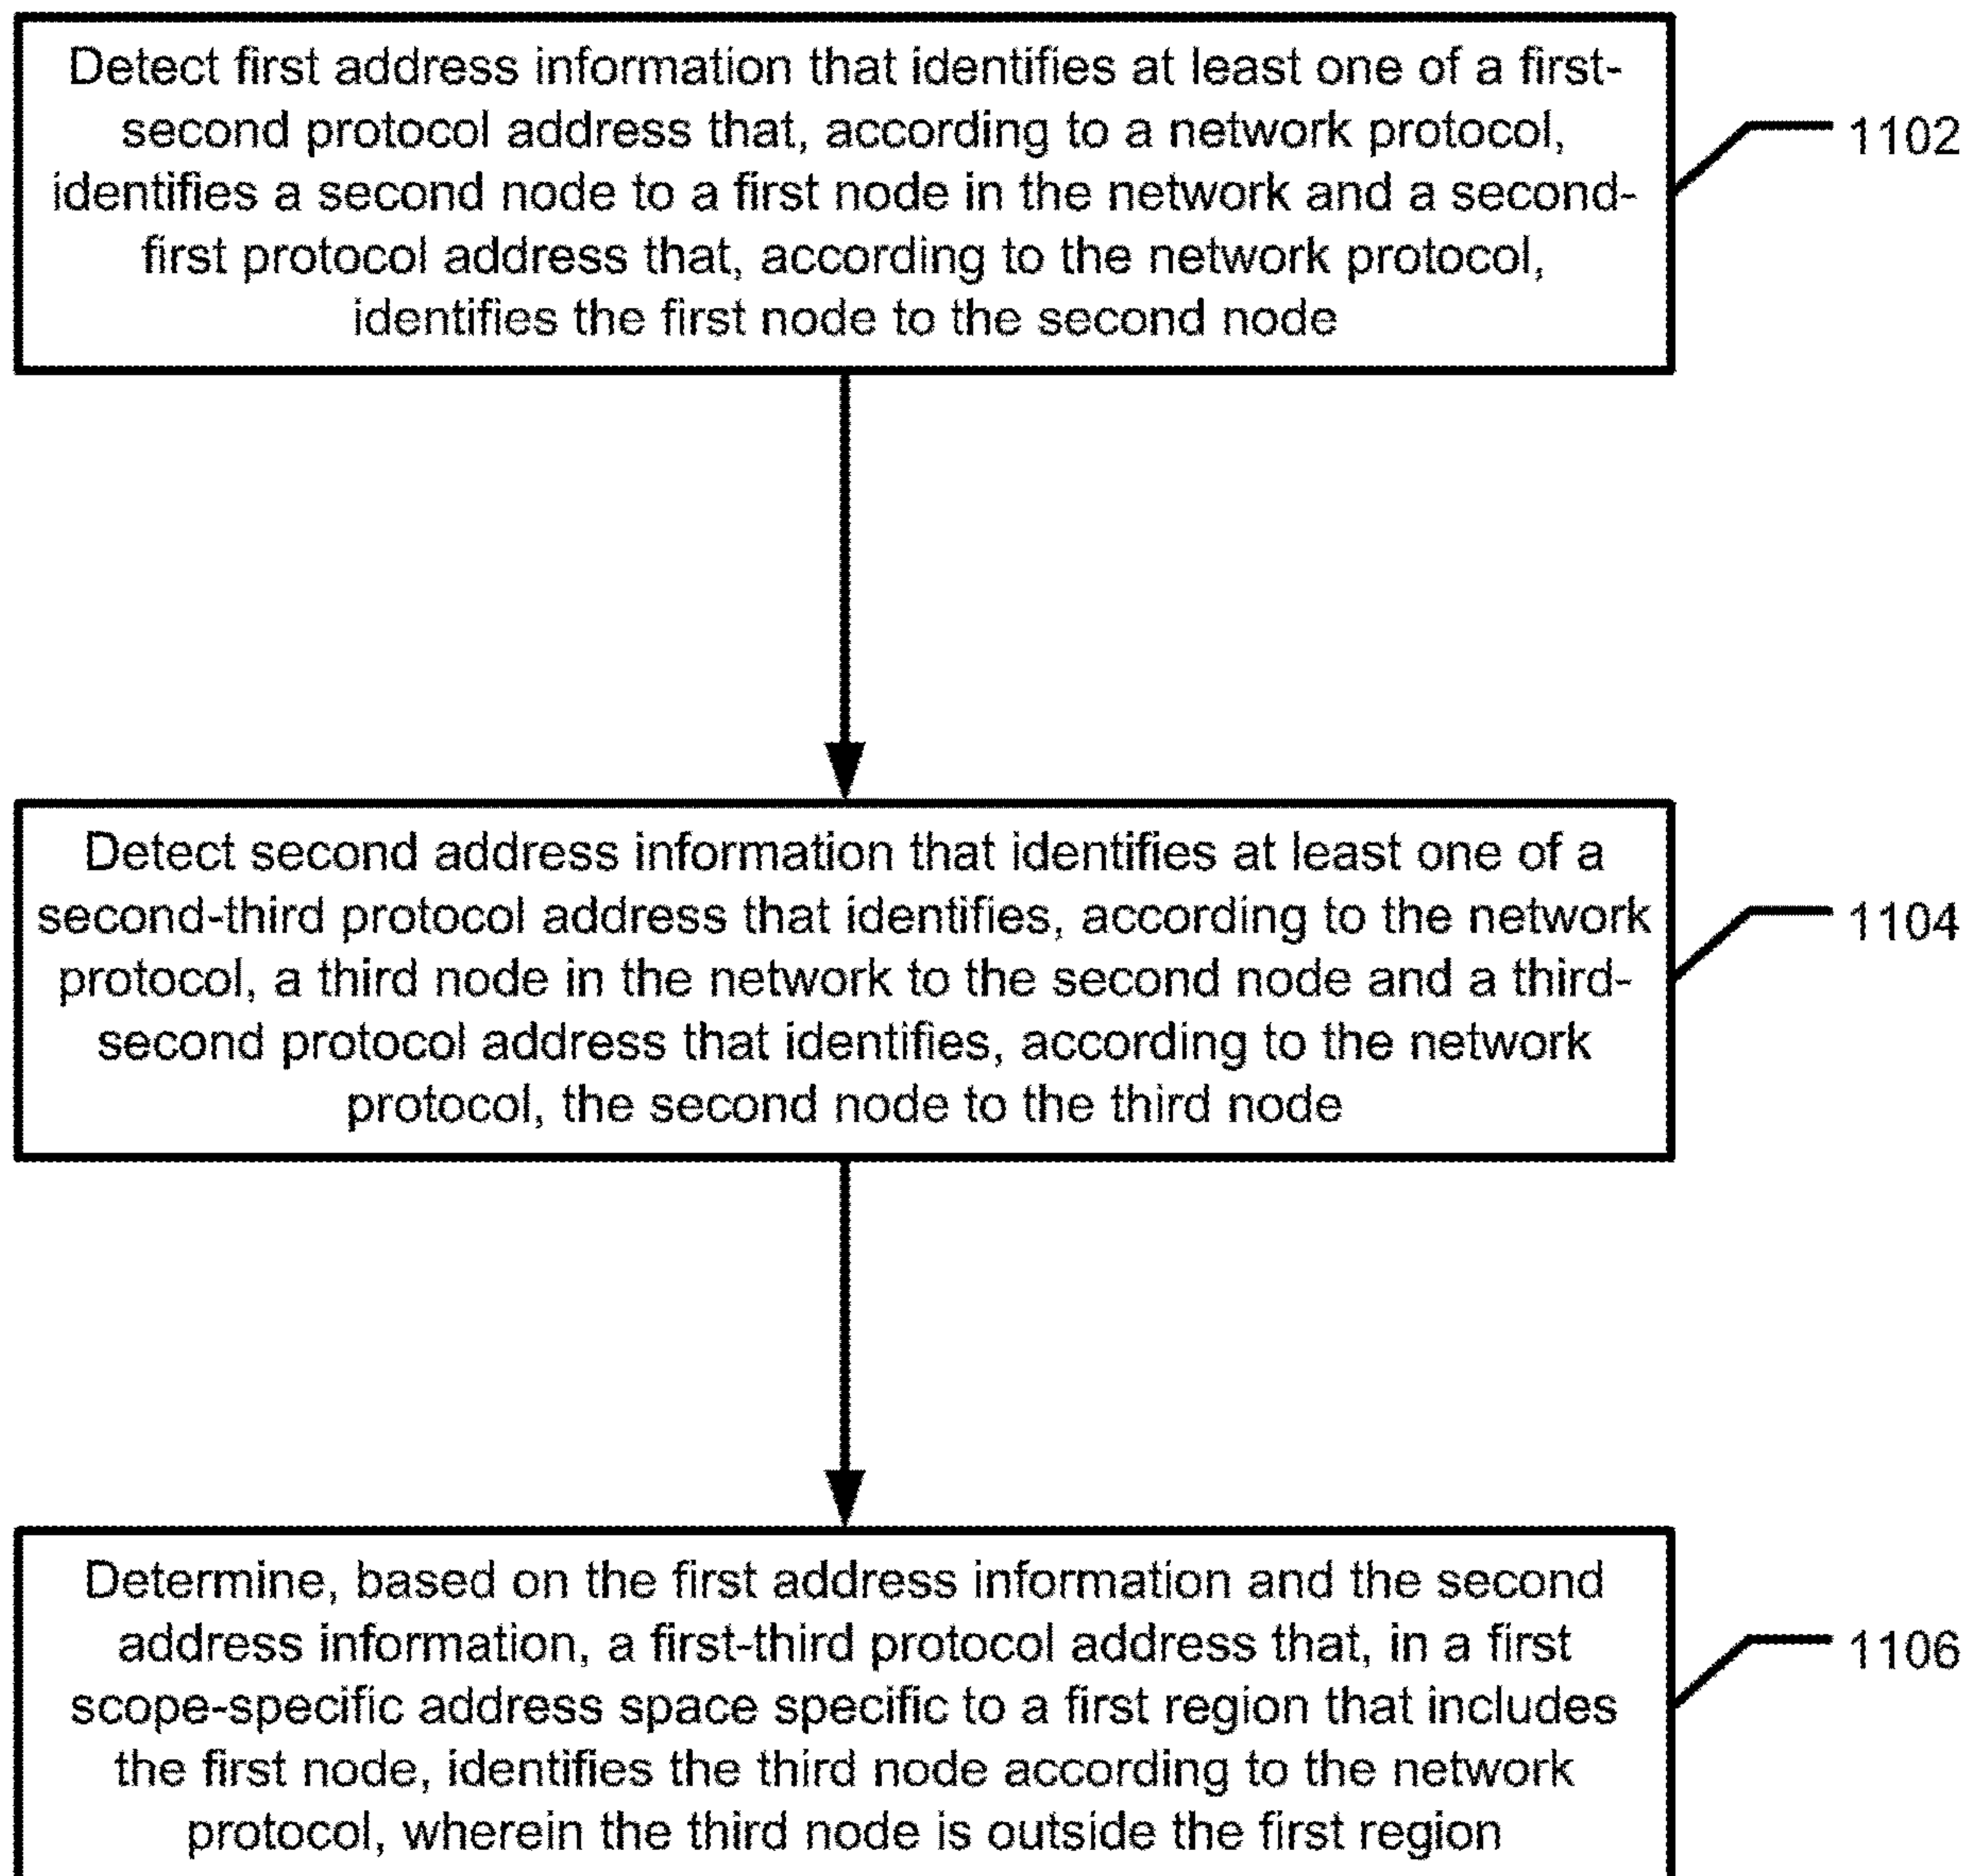 Detect first address information that identifies at least one of a first-
second protocol address that, according to a network protocol,
identifies a second node to a first node in the network and a second-
first protocol address that, according to the network protocol,
identifies the first node to the second node
1102
Detect second address information that identifies at least one of a
second-third protocol address that identifies, according to the network
protocol, a third node in the network to the second node and a third-
second protocol address that identifies, according to the network
protocol, the second node to the third node
1104
Determine, based on the first address information and the second
address information, a first-third protocol address that, in a first
scope-specific address space specific to a first region that includes
the first node, identifies the third node according to the network
protocol, wherein the third node is outside the first region
1106